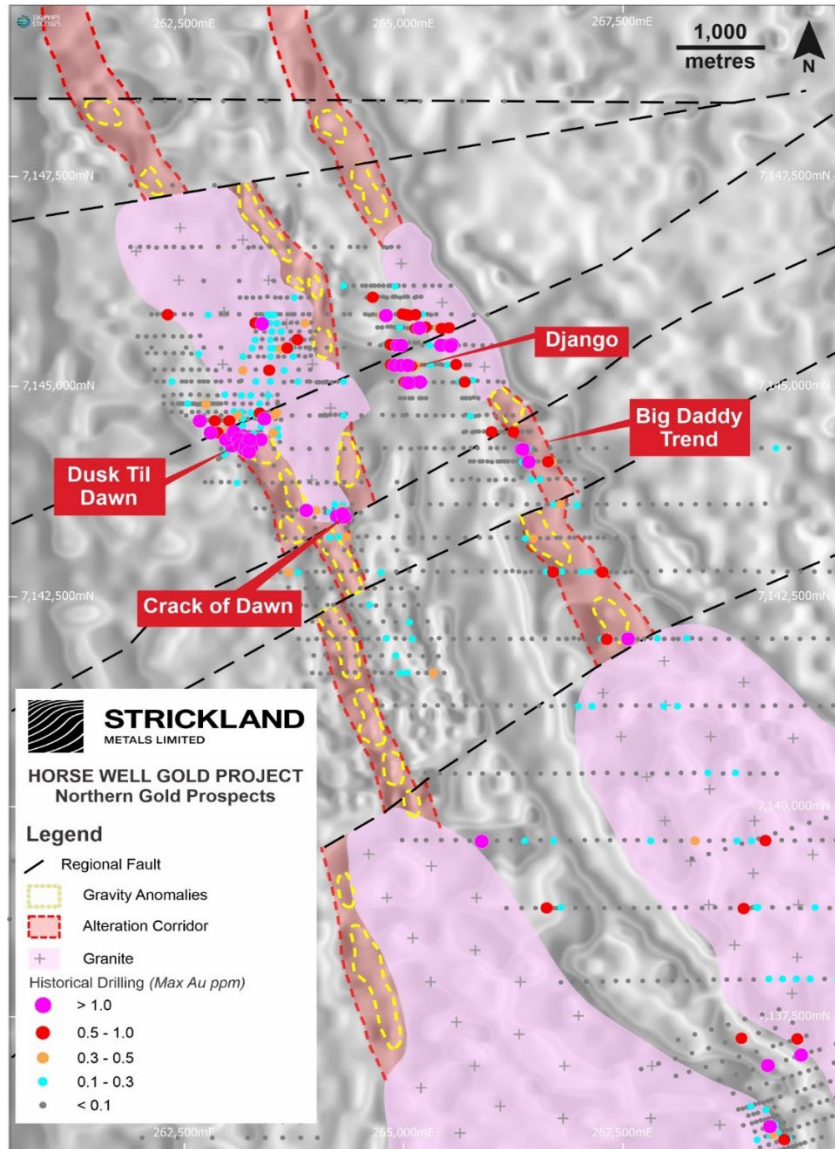 262,500mE
265,000mE
267,500mE
1,000
metres
N
7,147,500mN
7,147,500mN
Django
7,145,000mN
7,145,000mN
Big Daddy
Trend
Dusk Til
Dawn
Crack of Dawn
7,142,500mN
7,142,500mN
STRICKLAND
METALS LIMITED
HORSE WELL GOLD PROJECT
Northern Gold Prospects
7,140,000mN
Legend
Regional Fault
Gravity Anomalies
Alteration Corridor
Granite
Historical Drilling (Max Au ppm)
> 1.0
0.5 - 1.0
0.3 - 0.5
0.1 - 0.3
< 0.1
7,137,500mN
262,500mE
265,000mE
267,500mE